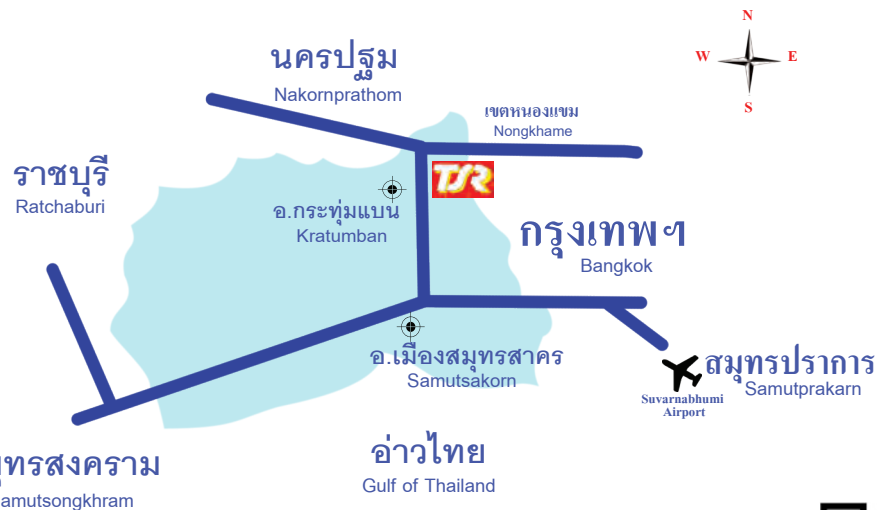 N
W
E
S
นครปฐม
Nakornprathom
เขตหนองแขม
Nongkhame
ราชบุรี
Ratchaburi
TSR
อ.กระทุ่มแบน
Kratumban
กรุงเทพฯ
Bangkok
อ.เมืองสมุทรสาคร
Samutsakorn
สมุทรปราการ
Samutprakarn
Suvarnabhumi
Airport
อ่าวไทย
Gulf of Thailand
ุทรสงคราม
amutsongkhram